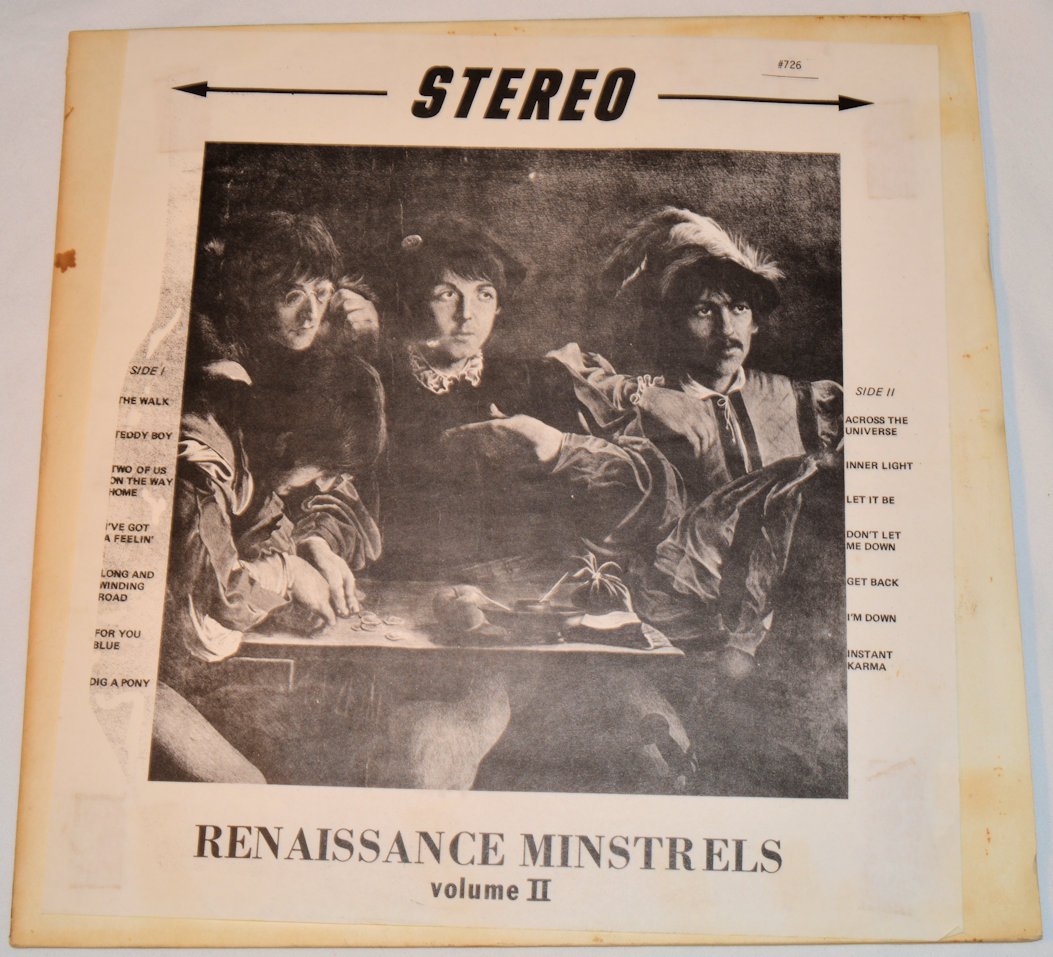 #726
STEREO
SIDE I
THE WALK
TEDDY BOY
TWO OF US
ON THE WAY
HOME
I'VE GOT
A FEELIN'
LONG AND
WINDING
ROAD
FOR YOU
BLUE
DIG A PONY
SIDE II
ACROSS THE
UNIVERSE
INNER LIGHT
LET IT BE
DON'T LET
ME DOWN
GET BACK
I'M DOWN
INSTANT
KARMA
RENAISSANCE MINSTRELS
volume II